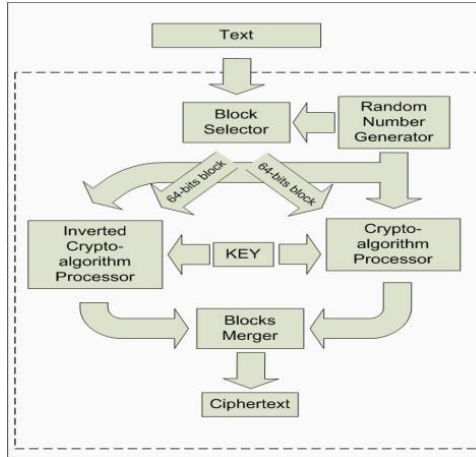 Text
Block
Selector
Random
Number
Generator
64-bits block
64-bits block
Inverted
Crypto-
algorithm
Processor
KEY
Crypto-
algorithm
Processor
Blocks
Merger
Ciphertext